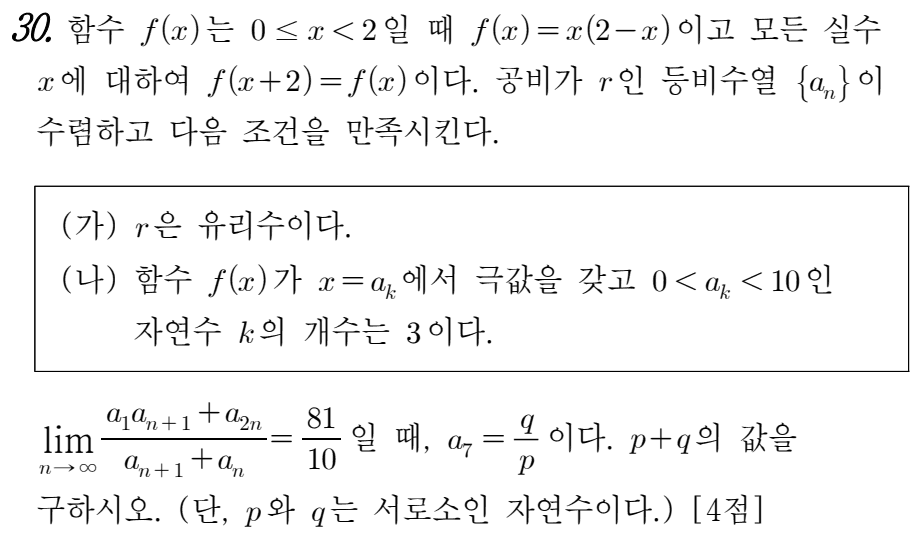 30. 함수 f(x)는 0≤x<2일 때 f(x)=x(2-x)이고 모든 실수
x에 대하여 f(x+2)=f(x)이다. 공비가 r인 등비수열 {a_n}이
수렴하고 다음 조건을 만족시킨다.
(가) r은 유리수이다.
(나) 함수 f(x)가 x=a_k에서 극값을 갖고 0<a_k<10인
자연수 k의 개수는 3이다.
lim_{n→∞} (a_1a_{n+1}+a_{2n})/(a_{n+1}+a_n) = 81/10 일 때, a_7 = q/p 이다. p+q의 값을
구하시오. (단, p와 q는 서로소인 자연수이다.) [4점]